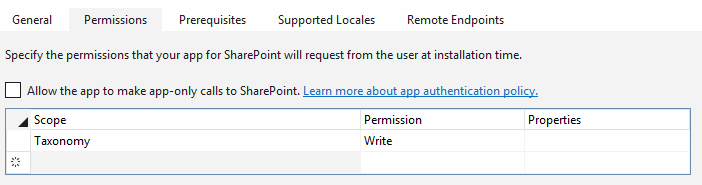 General Permissions Prerequisites Supported Locales Remote Endpoints
Specify the permissions that your app for SharePoint will request from the user at installation time.
Allow the app to make app-only calls to SharePoint. Learn more about app authentication policy.
Scope Permission Properties
Taxonomy Write